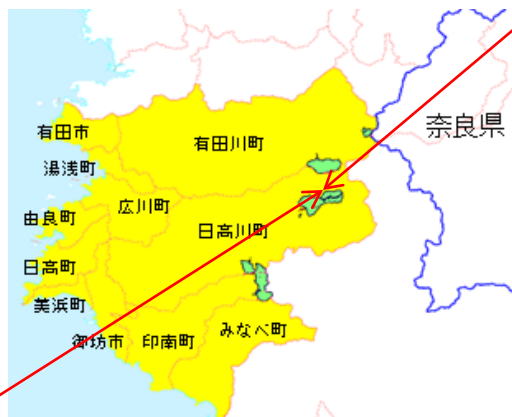 有田市
有田川町
奈良県
湯浅町
広川町
由良町
日高川町
日高町
美浜町
御坊市
印南町
みなべ町